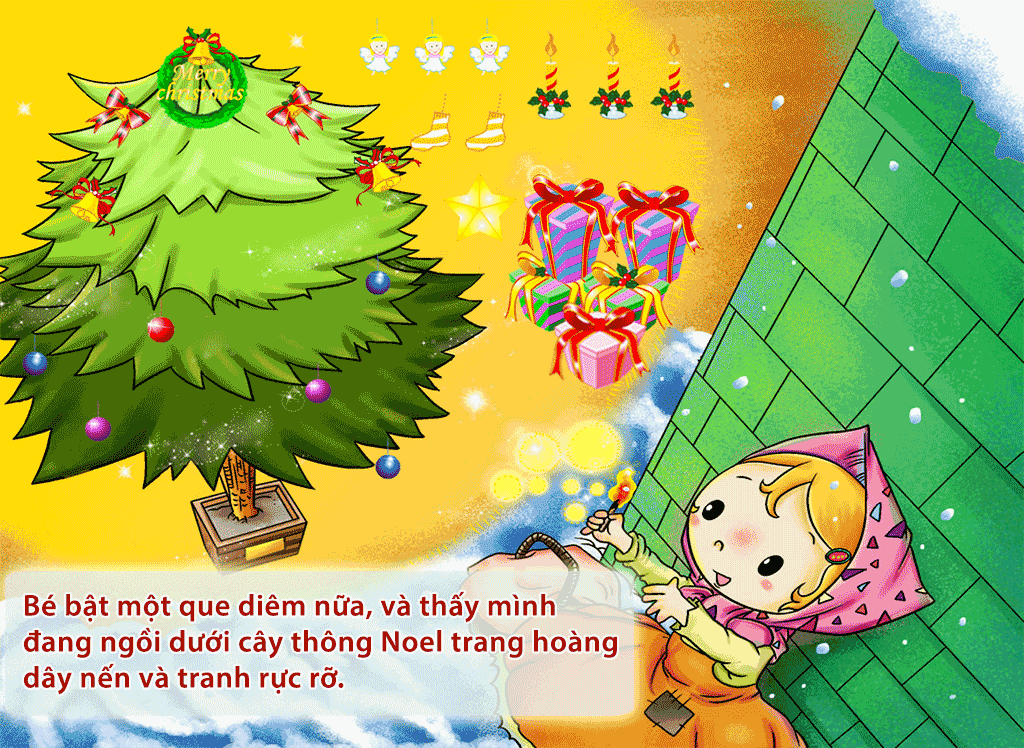 Merry
christmas
Bé bật một que diêm nữa, và thấy mình
đang ngồi dưới cây thông Noel trang hoàng
dây nến và tranh rực rỡ.